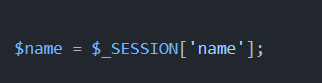 $name = $_SESSION['name'];